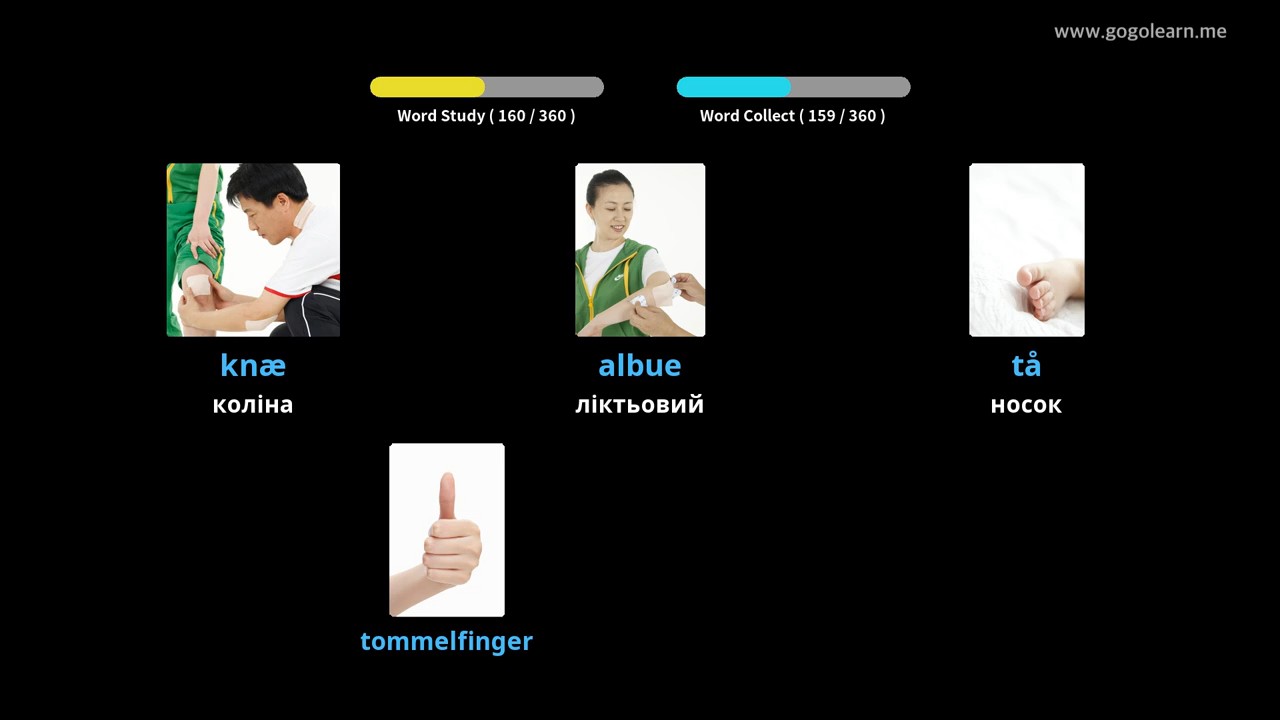 www.gogolearn.me
Word Study ( 160 / 360 )
Word Collect ( 159 / 360 )
knæ
albue
tå
коліна
ліктьовий
носок
tommelfinger